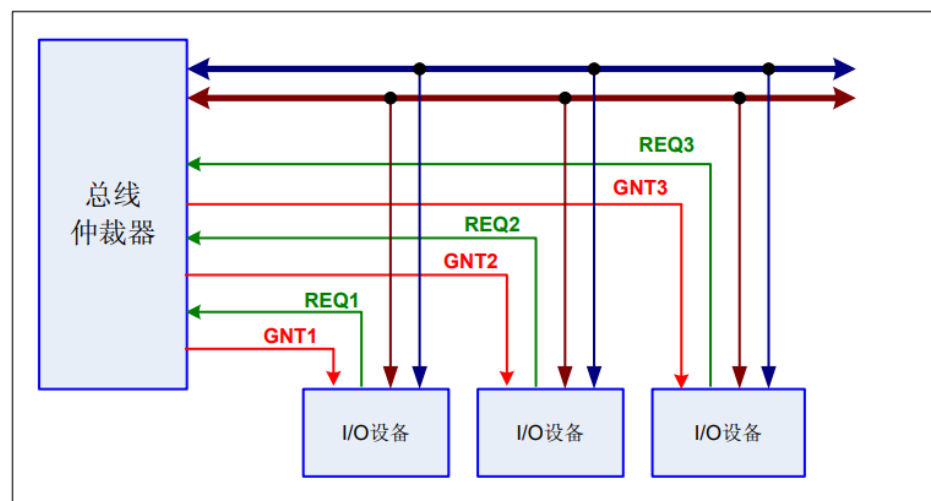 总线
仲裁器
REQ3
GNT3
REQ2
GNT2
REQ1
GNT1
I/O设备
I/O设备
I/O设备